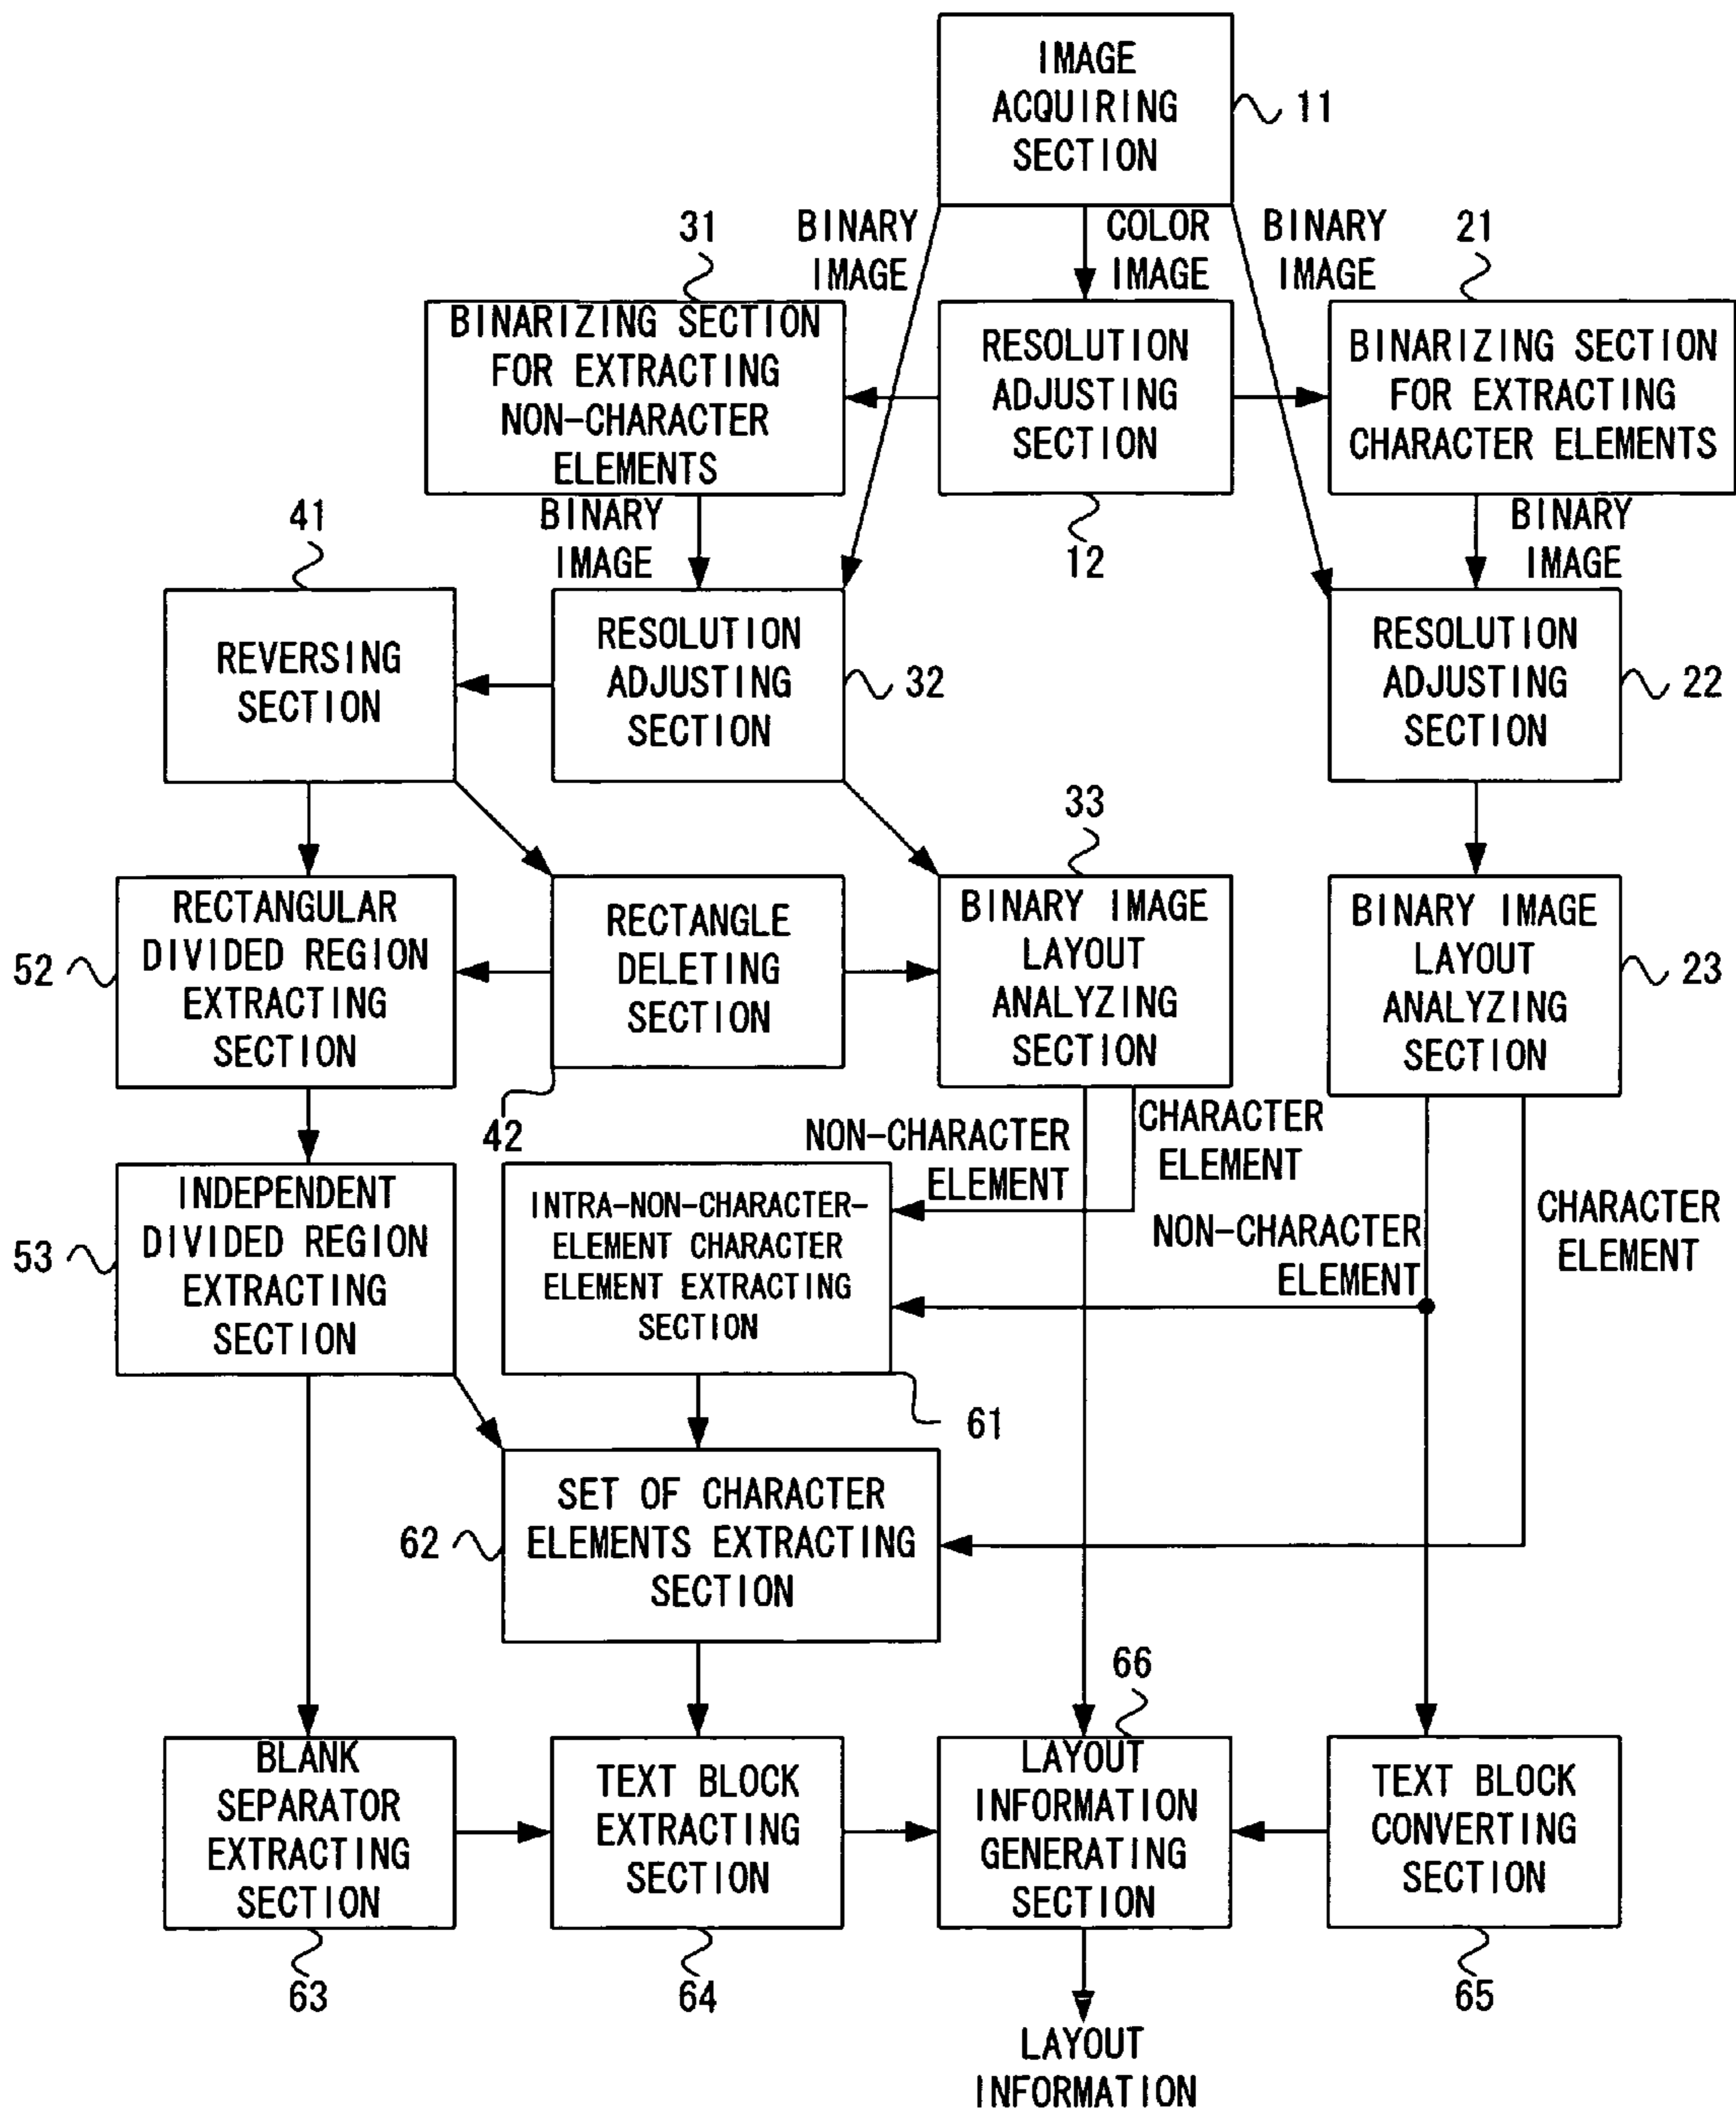 IMAGE
ACQUIRING
SECTION
11
BINARY
IMAGE
COLOR
IMAGE
BINARY
IMAGE
31
BINARIZING SECTION
FOR EXTRACTING
NON-CHARACTER
ELEMENTS
RESOLUTION
ADJUSTING
SECTION
12
21
BINARIZING SECTION
FOR EXTRACTING
CHARACTER ELEMENTS
BINARY
IMAGE
BINARY
IMAGE
41
REVERSING
SECTION
RESOLUTION
ADJUSTING
SECTION
32
RESOLUTION
ADJUSTING
SECTION
22
52
RECTANGULAR
DIVIDED REGION
EXTRACTING
SECTION
RECTANGLE
DELETING
SECTION
42
33
BINARY IMAGE
LAYOUT
ANALYZING
SECTION
BINARY IMAGE
LAYOUT
ANALYZING
SECTION
23
NON-CHARACTER
ELEMENT
CHARACTER
ELEMENT
NON-CHARACTER
ELEMENT
CHARACTER
ELEMENT
53
INDEPENDENT
DIVIDED REGION
EXTRACTING
SECTION
INTRA-NON-CHARACTER-
ELEMENT CHARACTER
ELEMENT EXTRACTING
SECTION
61
62
SET OF CHARACTER
ELEMENTS EXTRACTING
SECTION
BLANK
SEPARATOR
EXTRACTING
SECTION
63
TEXT BLOCK
EXTRACTING
SECTION
64
66
LAYOUT
INFORMATION
GENERATING
SECTION
TEXT BLOCK
CONVERTING
SECTION
65
LAYOUT
INFORMATION